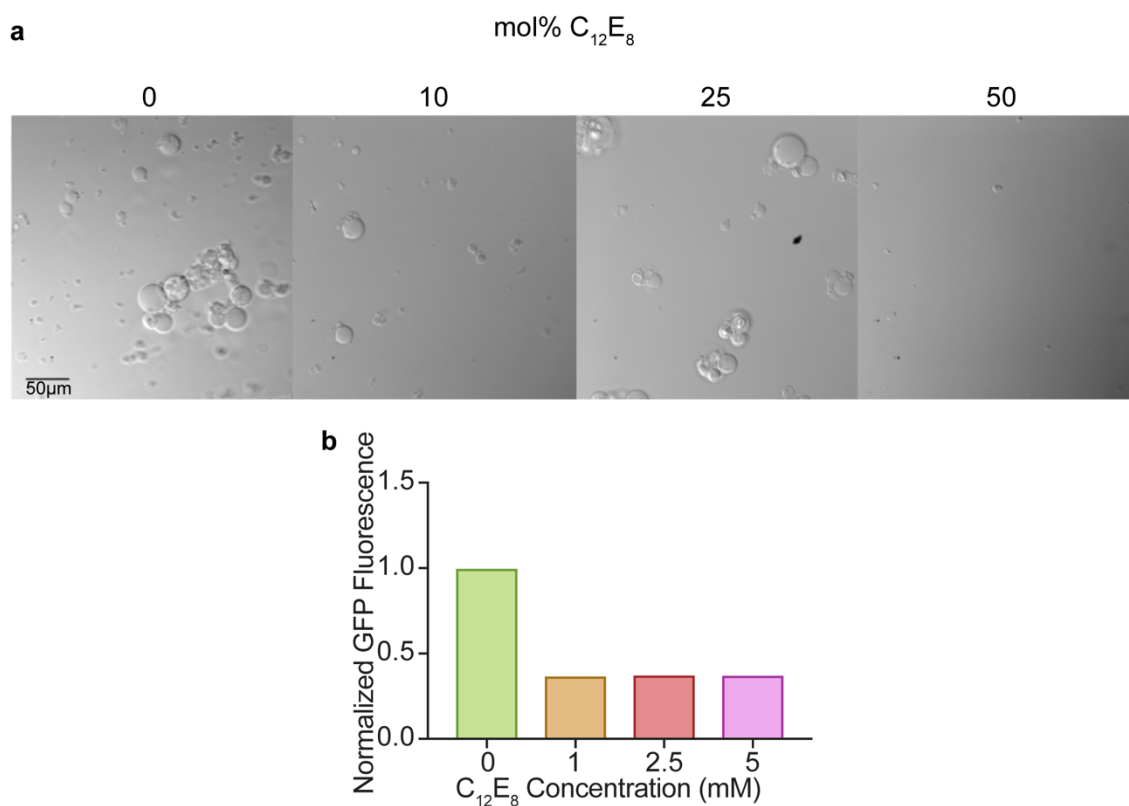 a
mol% C₁₂E₈
0 10 25 50
50µm
b
Normalized GFP Fluorescence
1.5
1.0
0.5
0.0
0 1 2.5 5
C₁₂E₈ Concentration (mM)